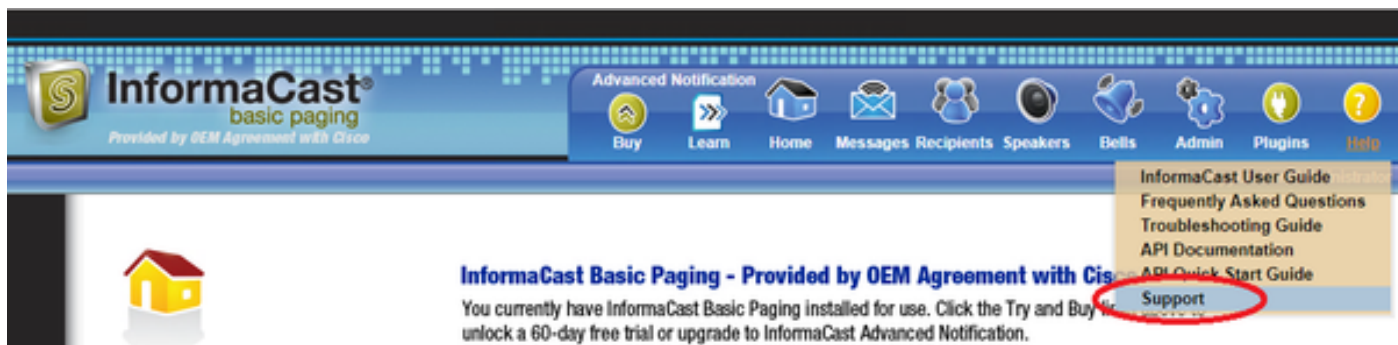 InformaCast®
basic paging
Provided by OEM Agreement with Cisco
Advanced Notification
Buy Learn Home Messages Recipients Speakers Bells Admin Plugins Help
InformaCast User Guide
Frequently Asked Questions
Troubleshooting Guide
API Documentation
API Quick Start Guide
Support
InformaCast Basic Paging - Provided by OEM Agreement with Cisco
You currently have InformaCast Basic Paging installed for use. Click the Try and Buy
unlock a 60-day free trial or upgrade to InformaCast Advanced Notification.